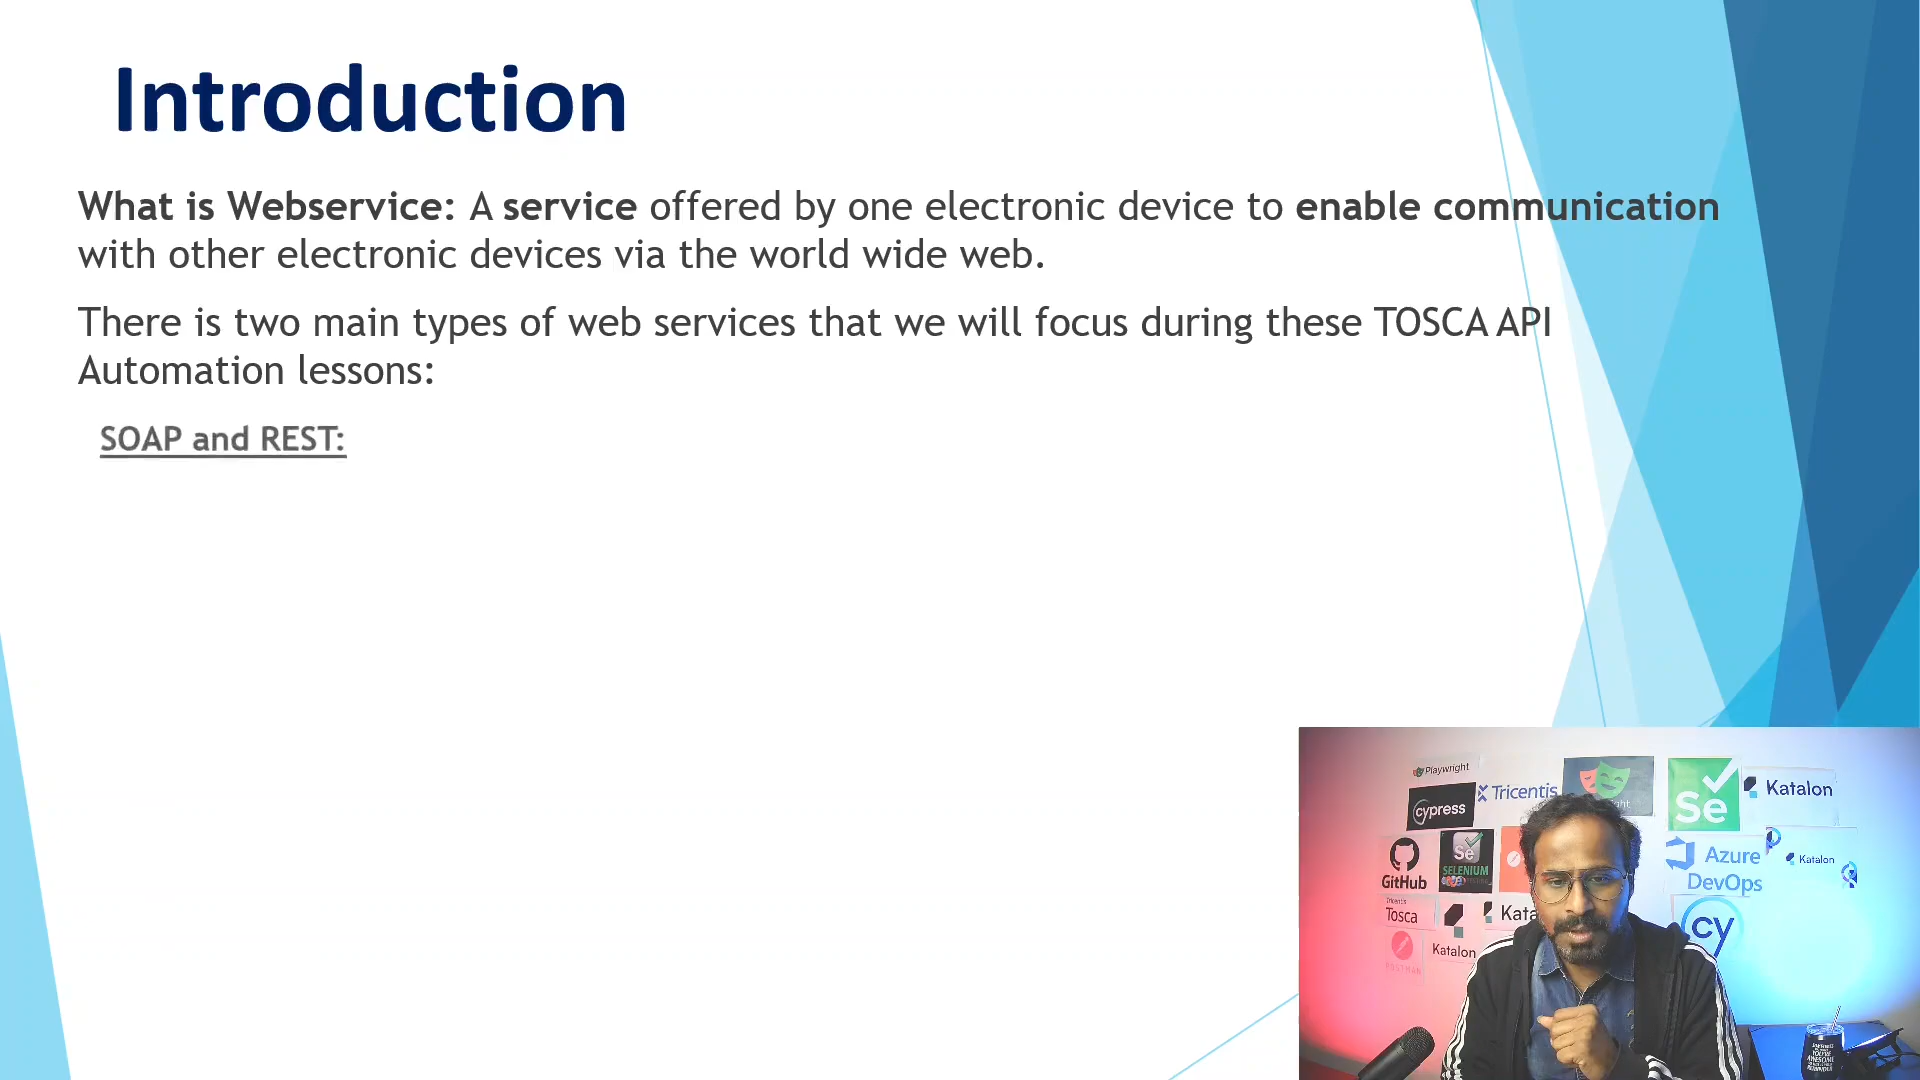 Introduction
What is Webservice: A service offered by one electronic device to enable communication
with other electronic devices via the world wide web.
There is two main types of web services that we will focus during these TOSCA API
Automation lessons:
SOAP and REST:
Playwright
cypress
Tricentis
Se
Katalon
GitHub
Se
SELENIUM
Azure
DevOps
Katalon
Tricentis
Tosca
Kata
Katalon
cy
POSTMAN